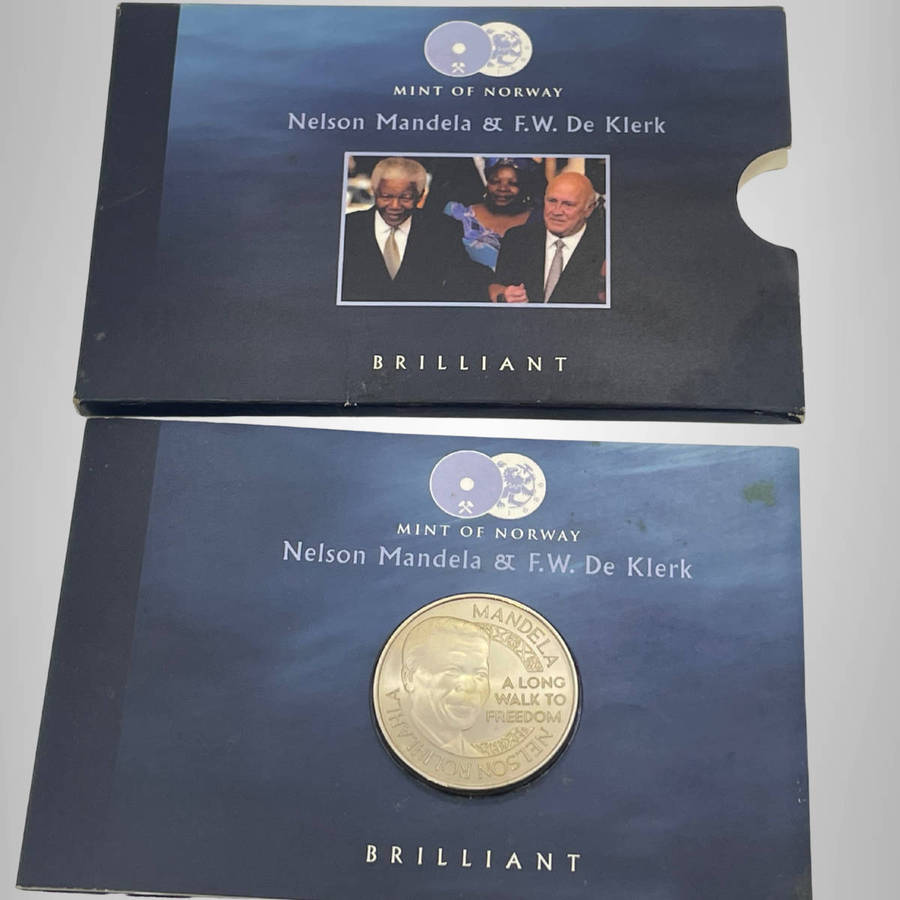 MINT OF NORWAY
Nelson Mandela & F.W. De Klerk
BRILLIANT
MINT OF NORWAY
Nelson Mandela & F.W. De Klerk
MANDELA
A LONG
WALK TO
FREEDOM
NELSON ROLIHLAHLA
BRILLIANT